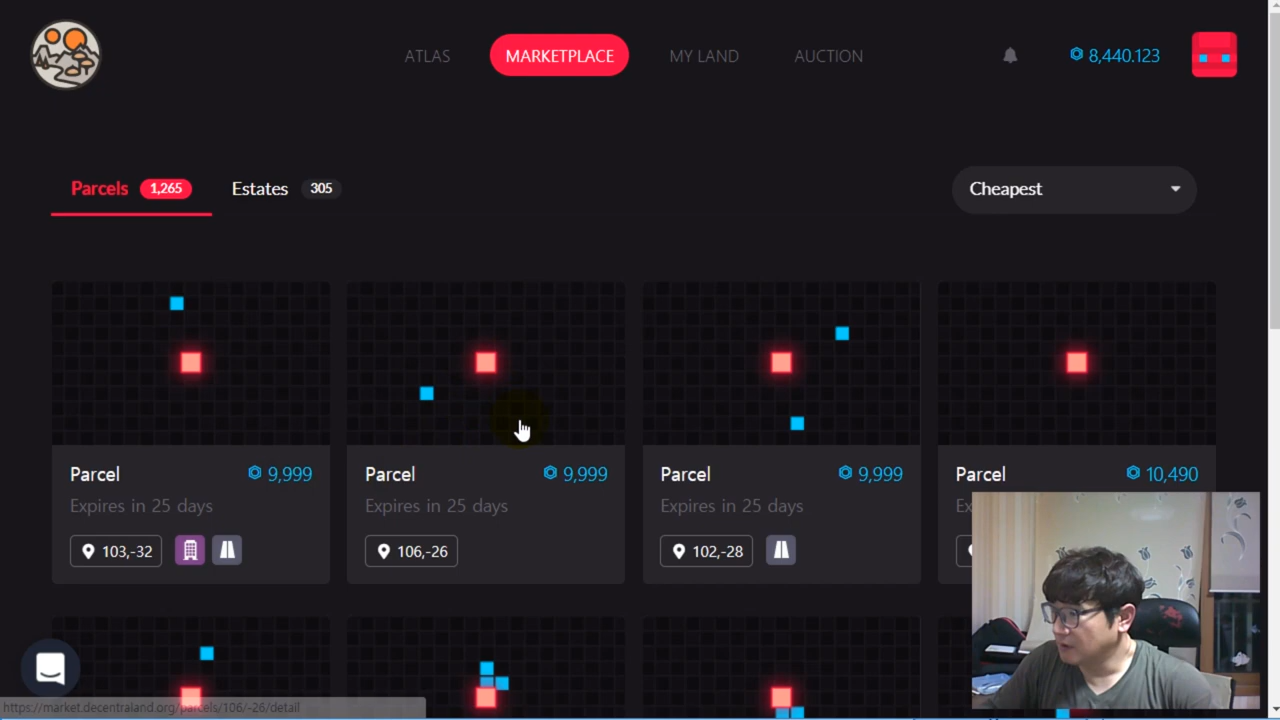 ATLAS
MARKETPLACE
MY LAND
AUCTION
8,440.123
Parcels 1,265
Estates 305
Cheapest
Parcel 9,999
Expires in 25 days
103,-32
Parcel 9,999
Expires in 25 days
106,-26
Parcel 9,999
Expires in 25 days
102,-28
Parcel 10,490
Ex
https://market.decentraland.org/parcels/106/-26/detail